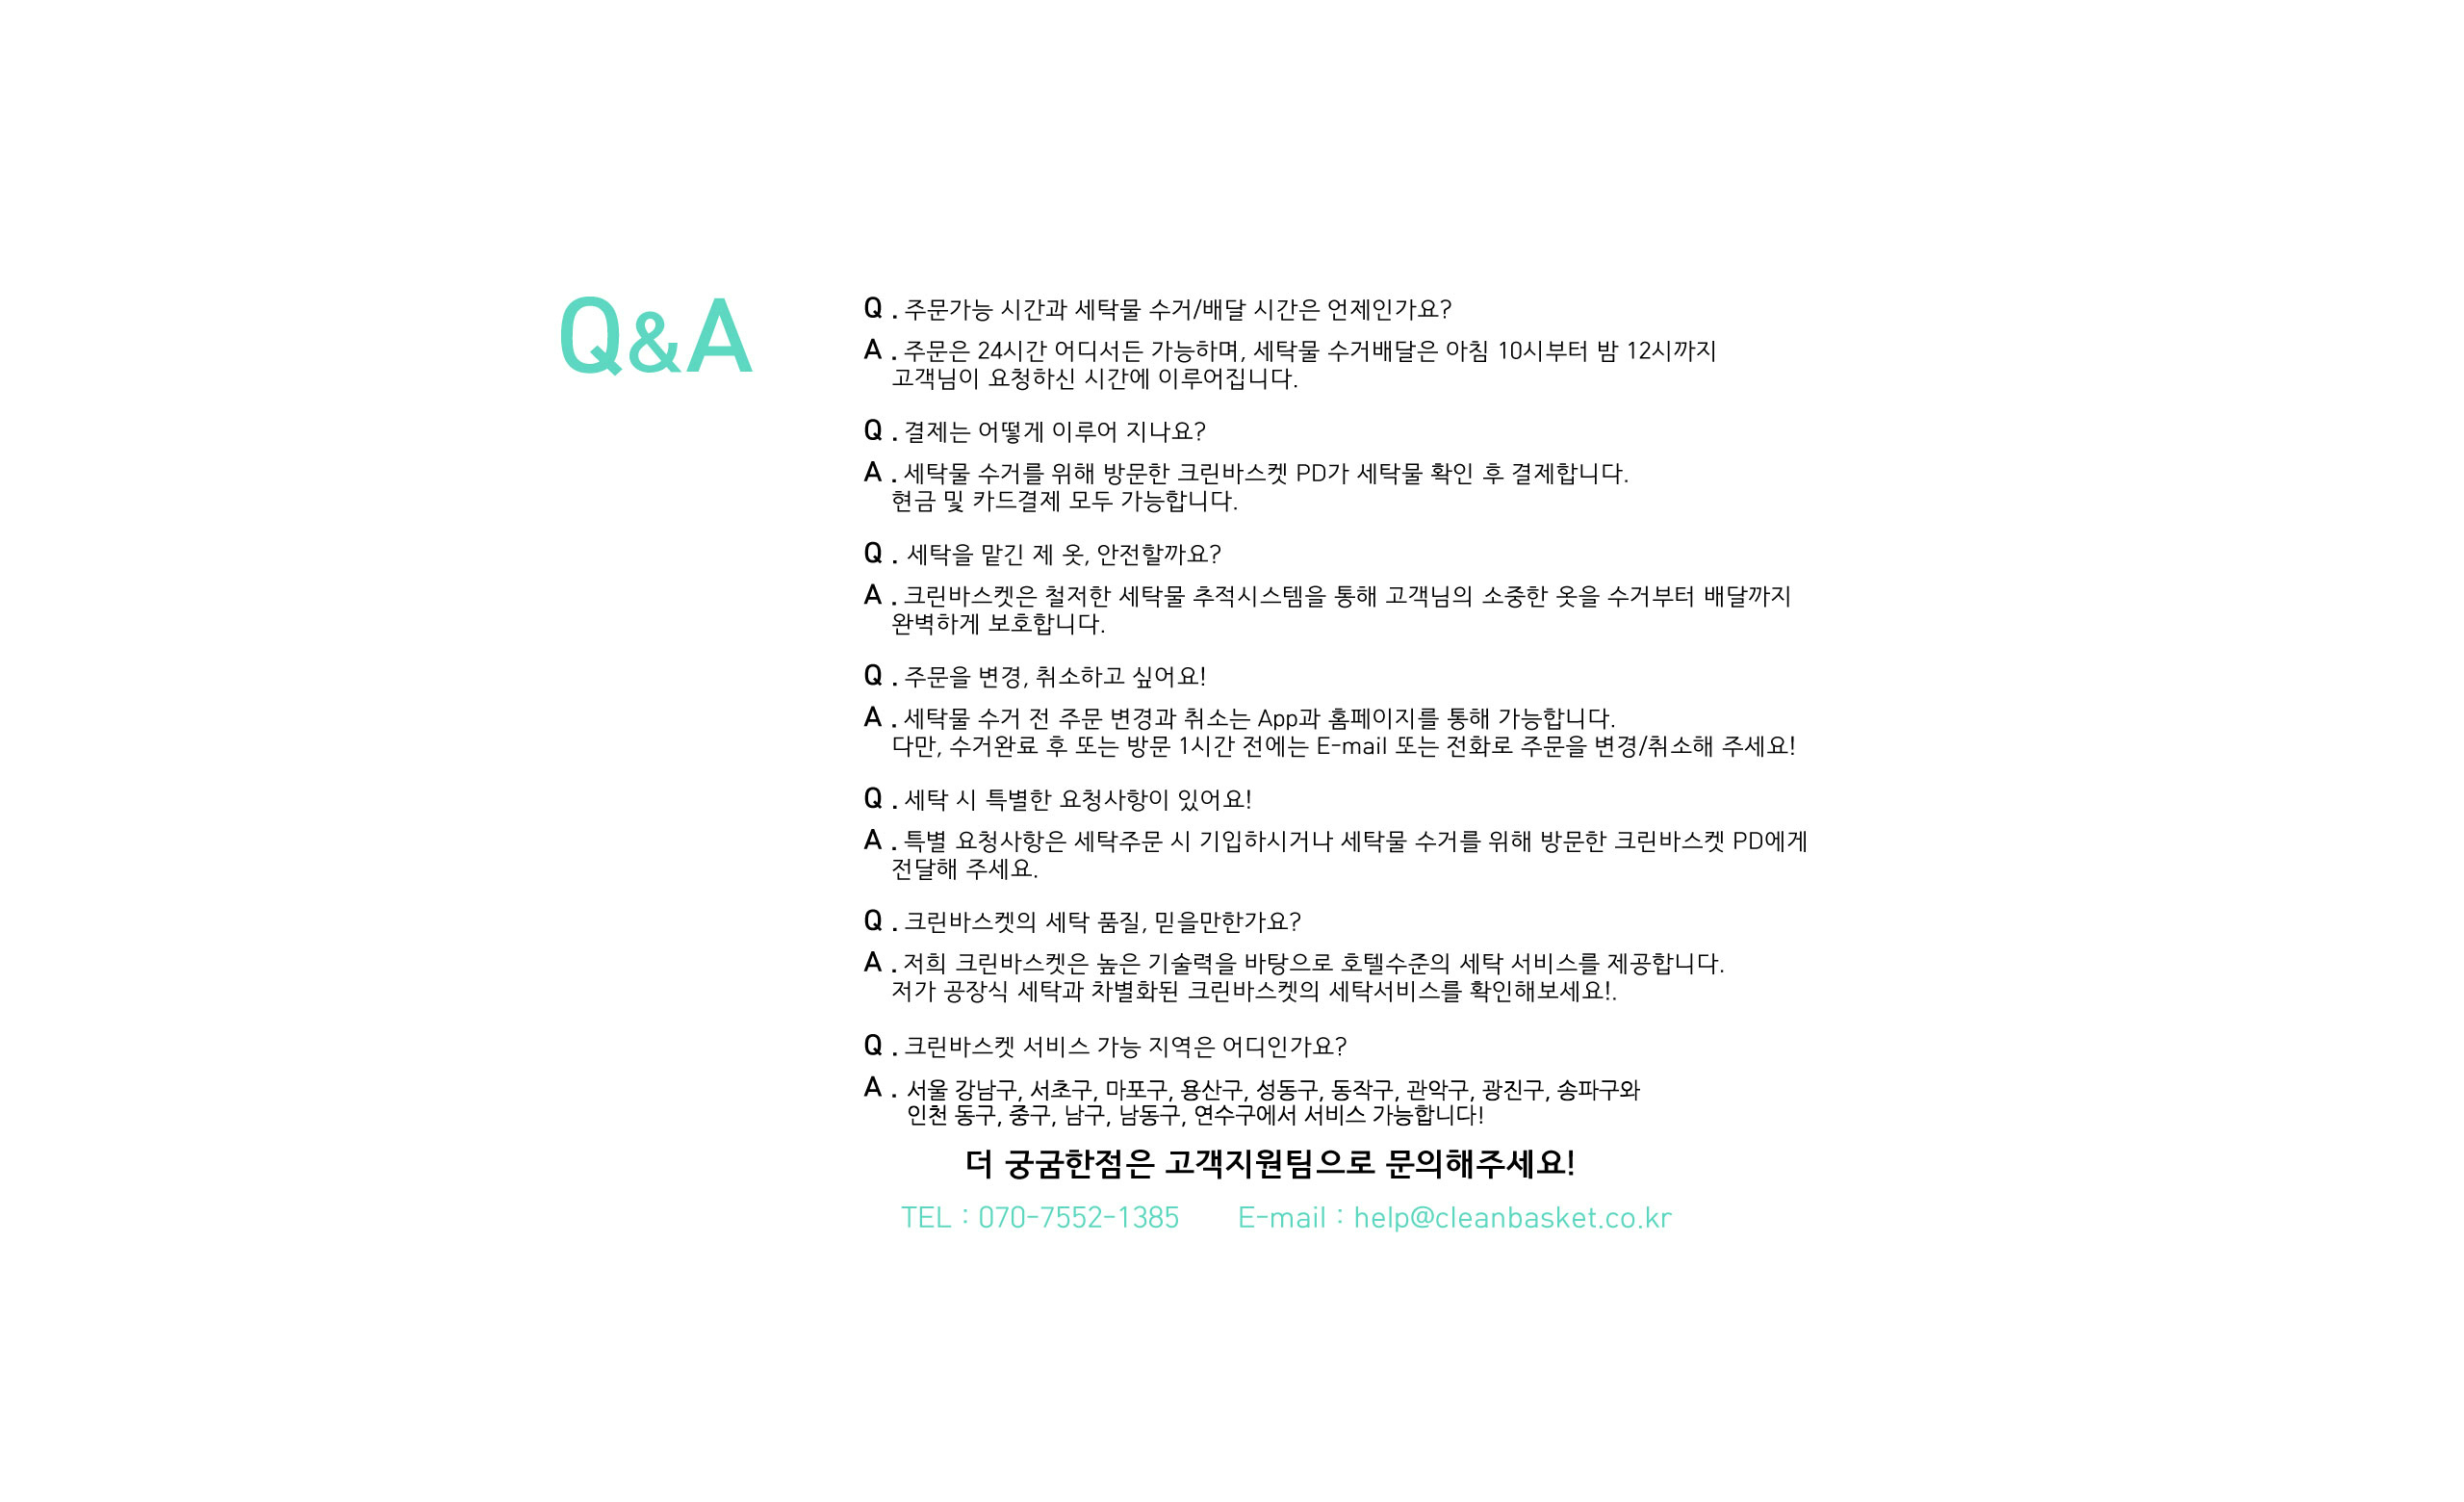 Q&A
Q . 주문가능 시간과 세탁물 수거/배달 시간은 언제인가요?
A . 주문은 24시간 어디서든 가능하며, 세탁물 수거배달은 아침 10시부터 밤 12시까지
고객님이 요청하신 시간에 이루어집니다.
Q . 결제는 어떻게 이루어 지나요?
A . 세탁물 수거를 위해 방문한 크린바스켓 PD가 세탁물 확인 후 결제합니다.
현금 및 카드결제 모두 가능합니다.
Q . 세탁을 맡긴 제 옷, 안전할까요?
A . 크린바스켓은 철저한 세탁물 추적시스템을 통해 고객님의 소중한 옷을 수거부터 배달까지
완벽하게 보호합니다.
Q . 주문을 변경, 취소하고 싶어요!
A . 세탁물 수거 전 주문 변경과 취소는 App과 홈페이지를 통해 가능합니다.
다만, 수거완료 후 또는 방문 1시간 전에는 E-mail 또는 전화로 주문을 변경/취소해 주세요!
Q . 세탁 시 특별한 요청사항이 있어요!
A . 특별 요청사항은 세탁주문 시 기입하시거나 세탁물 수거를 위해 방문한 크린바스켓 PD에게
전달해 주세요.
Q . 크린바스켓의 세탁 품질, 믿을만한가요?
A . 저희 크린바스켓은 높은 기술력을 바탕으로 호텔수준의 세탁 서비스를 제공합니다.
저가 공장식 세탁과 차별화된 크린바스켓의 세탁서비스를 확인해보세요!.
Q . 크린바스켓 서비스 가능 지역은 어디인가요?
A . 서울 강남구, 서초구, 마포구, 용산구, 성동구, 동작구, 관악구, 광진구, 송파구와
인천 동구, 중구, 남구, 남동구, 연수구에서 서비스 가능합니다!
더 궁굼한점은 고객지원팀으로 문의해주세요!
TEL : 070-7552-1385 E-mail : help@cleanbasket.co.kr